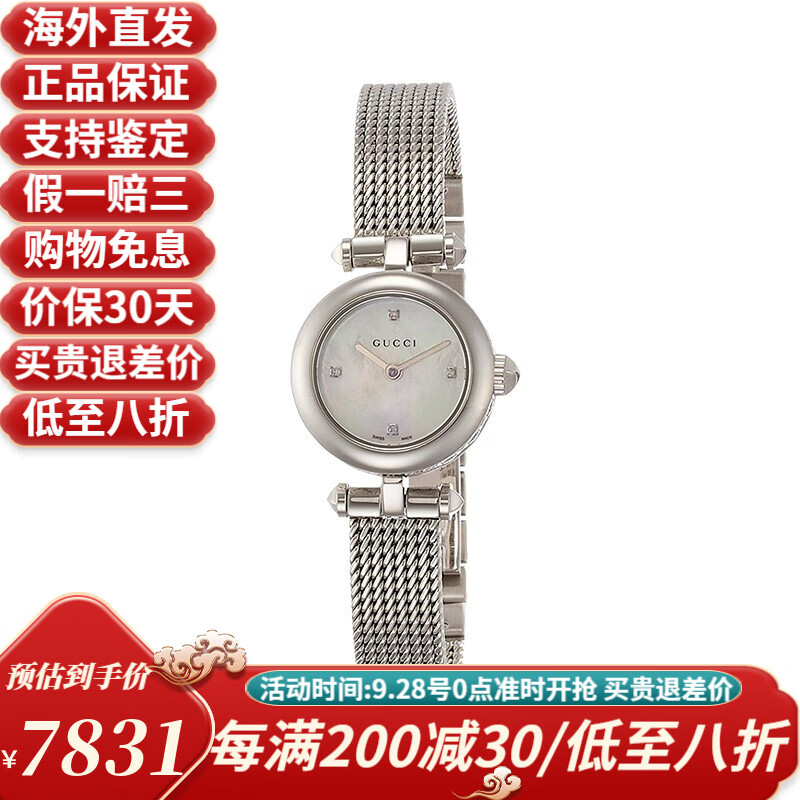 海外直发
正品保证
支持鉴定
假一赔三
购物免息
价保30天
买贵退差价
低至八折
GUCCI
SWISS MADE
预估到手价
¥7831
活动时间:9.28号0点准时开抢 买贵退差价
每满200减30/低至八折